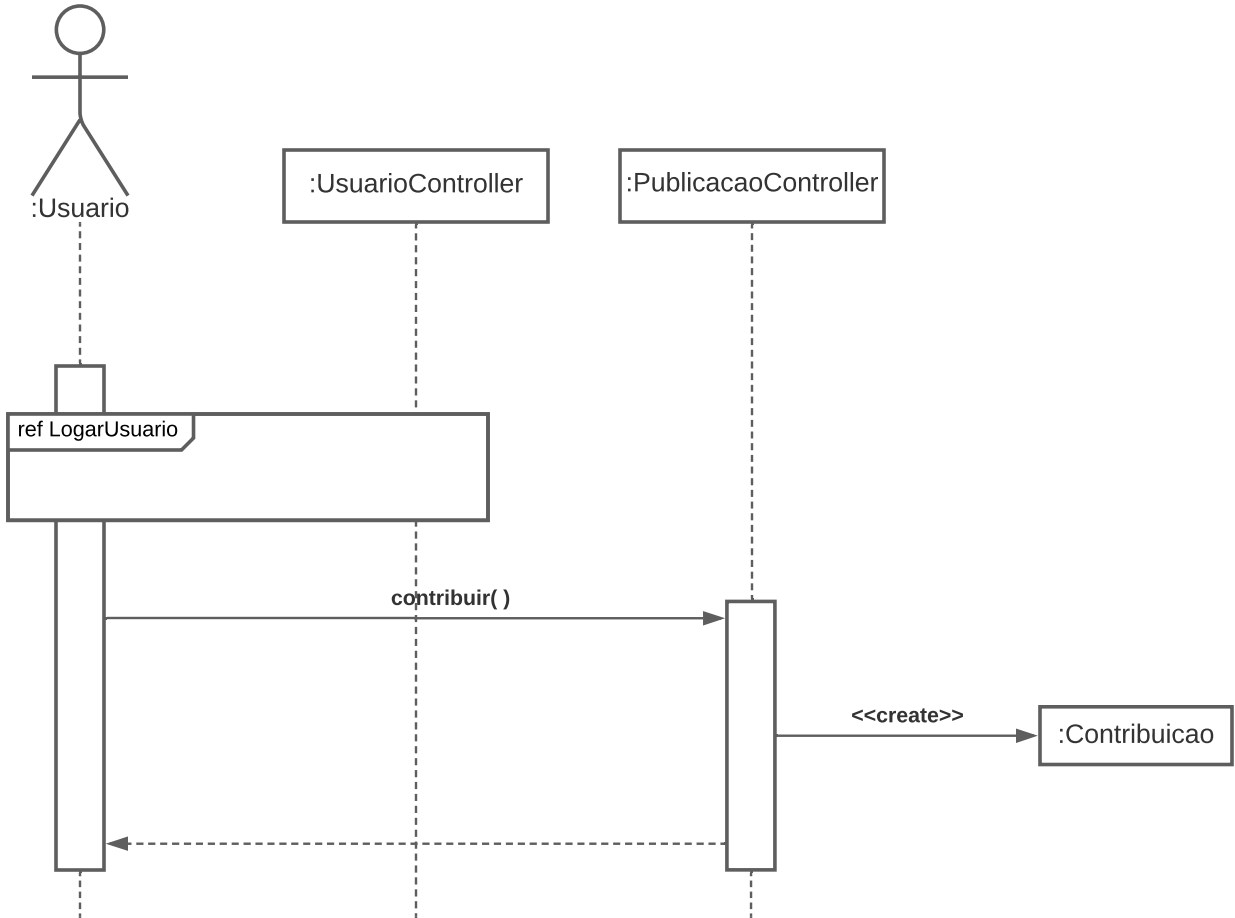 :Usuario
:UsuarioController
:PublicacaoController
ref LogarUsuario
contribuir( )
<<create>>
:Contribuicao